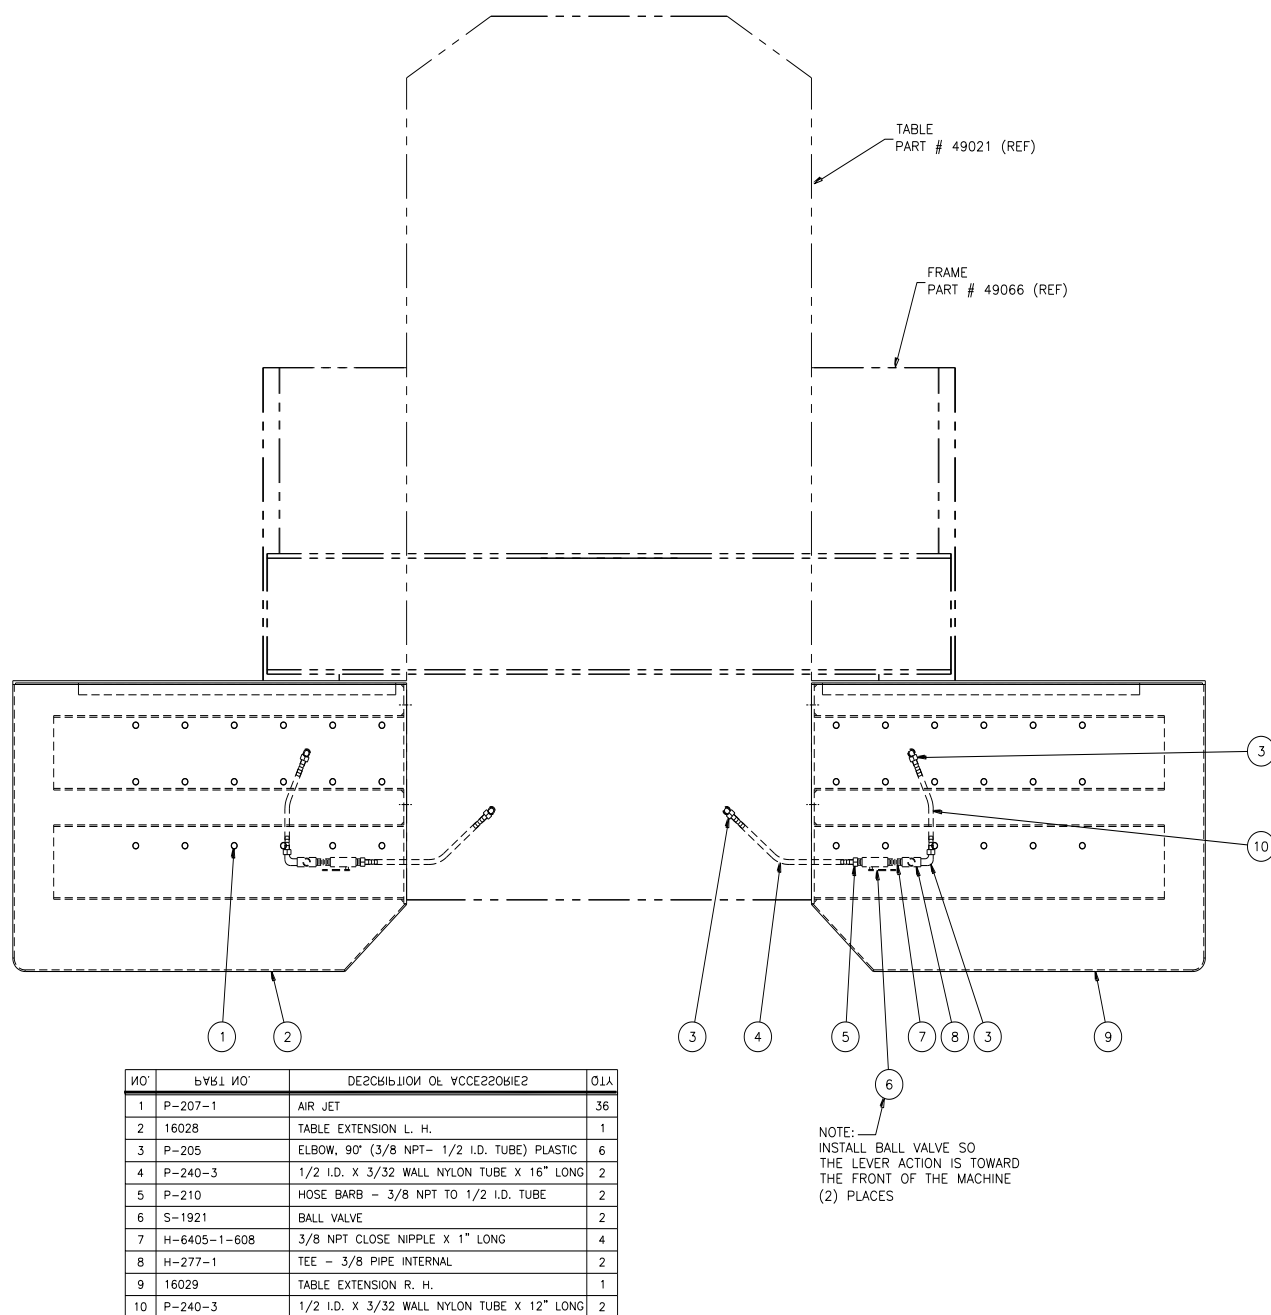 TABLE
PART # 49021 (REF)
FRAME
PART # 49066 (REF)
3
10
1
2
3
4
5
7
8
3
9
6
NOTE:
INSTALL BALL VALVE SO
THE LEVER ACTION IS TOWARD
THE FRONT OF THE MACHINE
(2) PLACES
NO. PART NO. DESCRIPTION OF ACCESSORIES QTY
1 P-207-1 AIR JET 36
2 16028 TABLE EXTENSION L. H. 1
3 P-205 ELBOW, 90° (3/8 NPT- 1/2 I.D. TUBE) PLASTIC 6
4 P-240-3 1/2 I.D. X 3/32 WALL NYLON TUBE X 16" LONG 2
5 P-210 HOSE BARB - 3/8 NPT TO 1/2 I.D. TUBE 2
6 S-1921 BALL VALVE 2
7 H-6405-1-608 3/8 NPT CLOSE NIPPLE X 1" LONG 4
8 H-277-1 TEE - 3/8 PIPE INTERNAL 2
9 16029 TABLE EXTENSION R. H. 1
10 P-240-3 1/2 I.D. X 3/32 WALL NYLON TUBE X 12" LONG 2